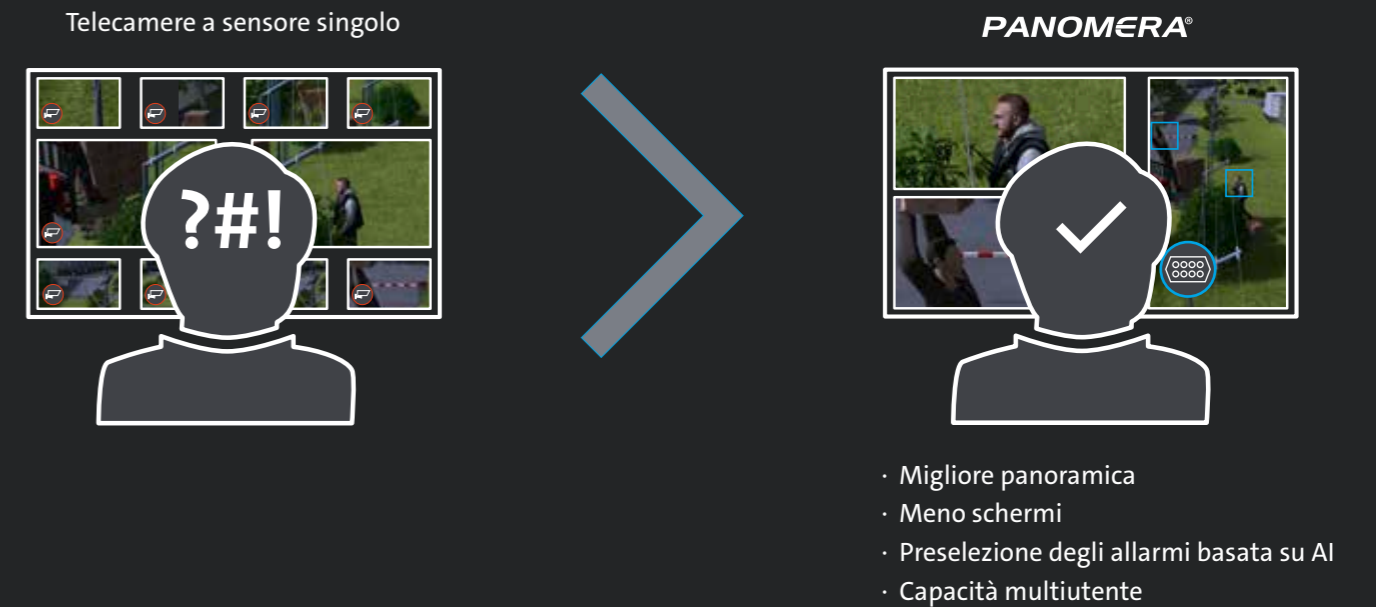 Telecamere a sensore singolo
PANOMERA®
?#!
· Migliore panoramica
· Meno schermi
· Preselezione degli allarmi basata su AI
· Capacità multiutente